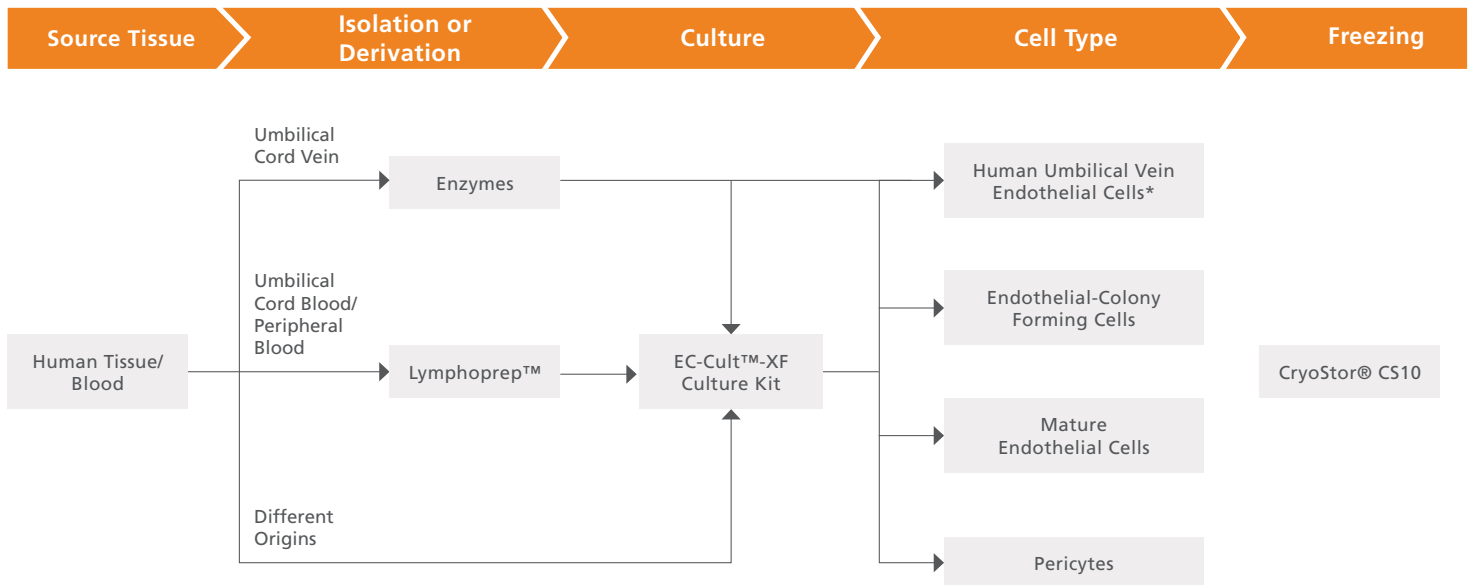 Source Tissue
Isolation or
Derivation
Culture
Cell Type
Freezing
Umbilical
Cord Vein
Enzymes
Human Umbilical Vein
Endothelial Cells*
Umbilical
Cord Blood/
Peripheral
Blood
Endothelial-Colony
Forming Cells
Human Tissue/
Blood
Lymphoprep™
EC-Cult™-XF
Culture Kit
CryoStor® CS10
Mature
Endothelial Cells
Different
Origins
Pericytes